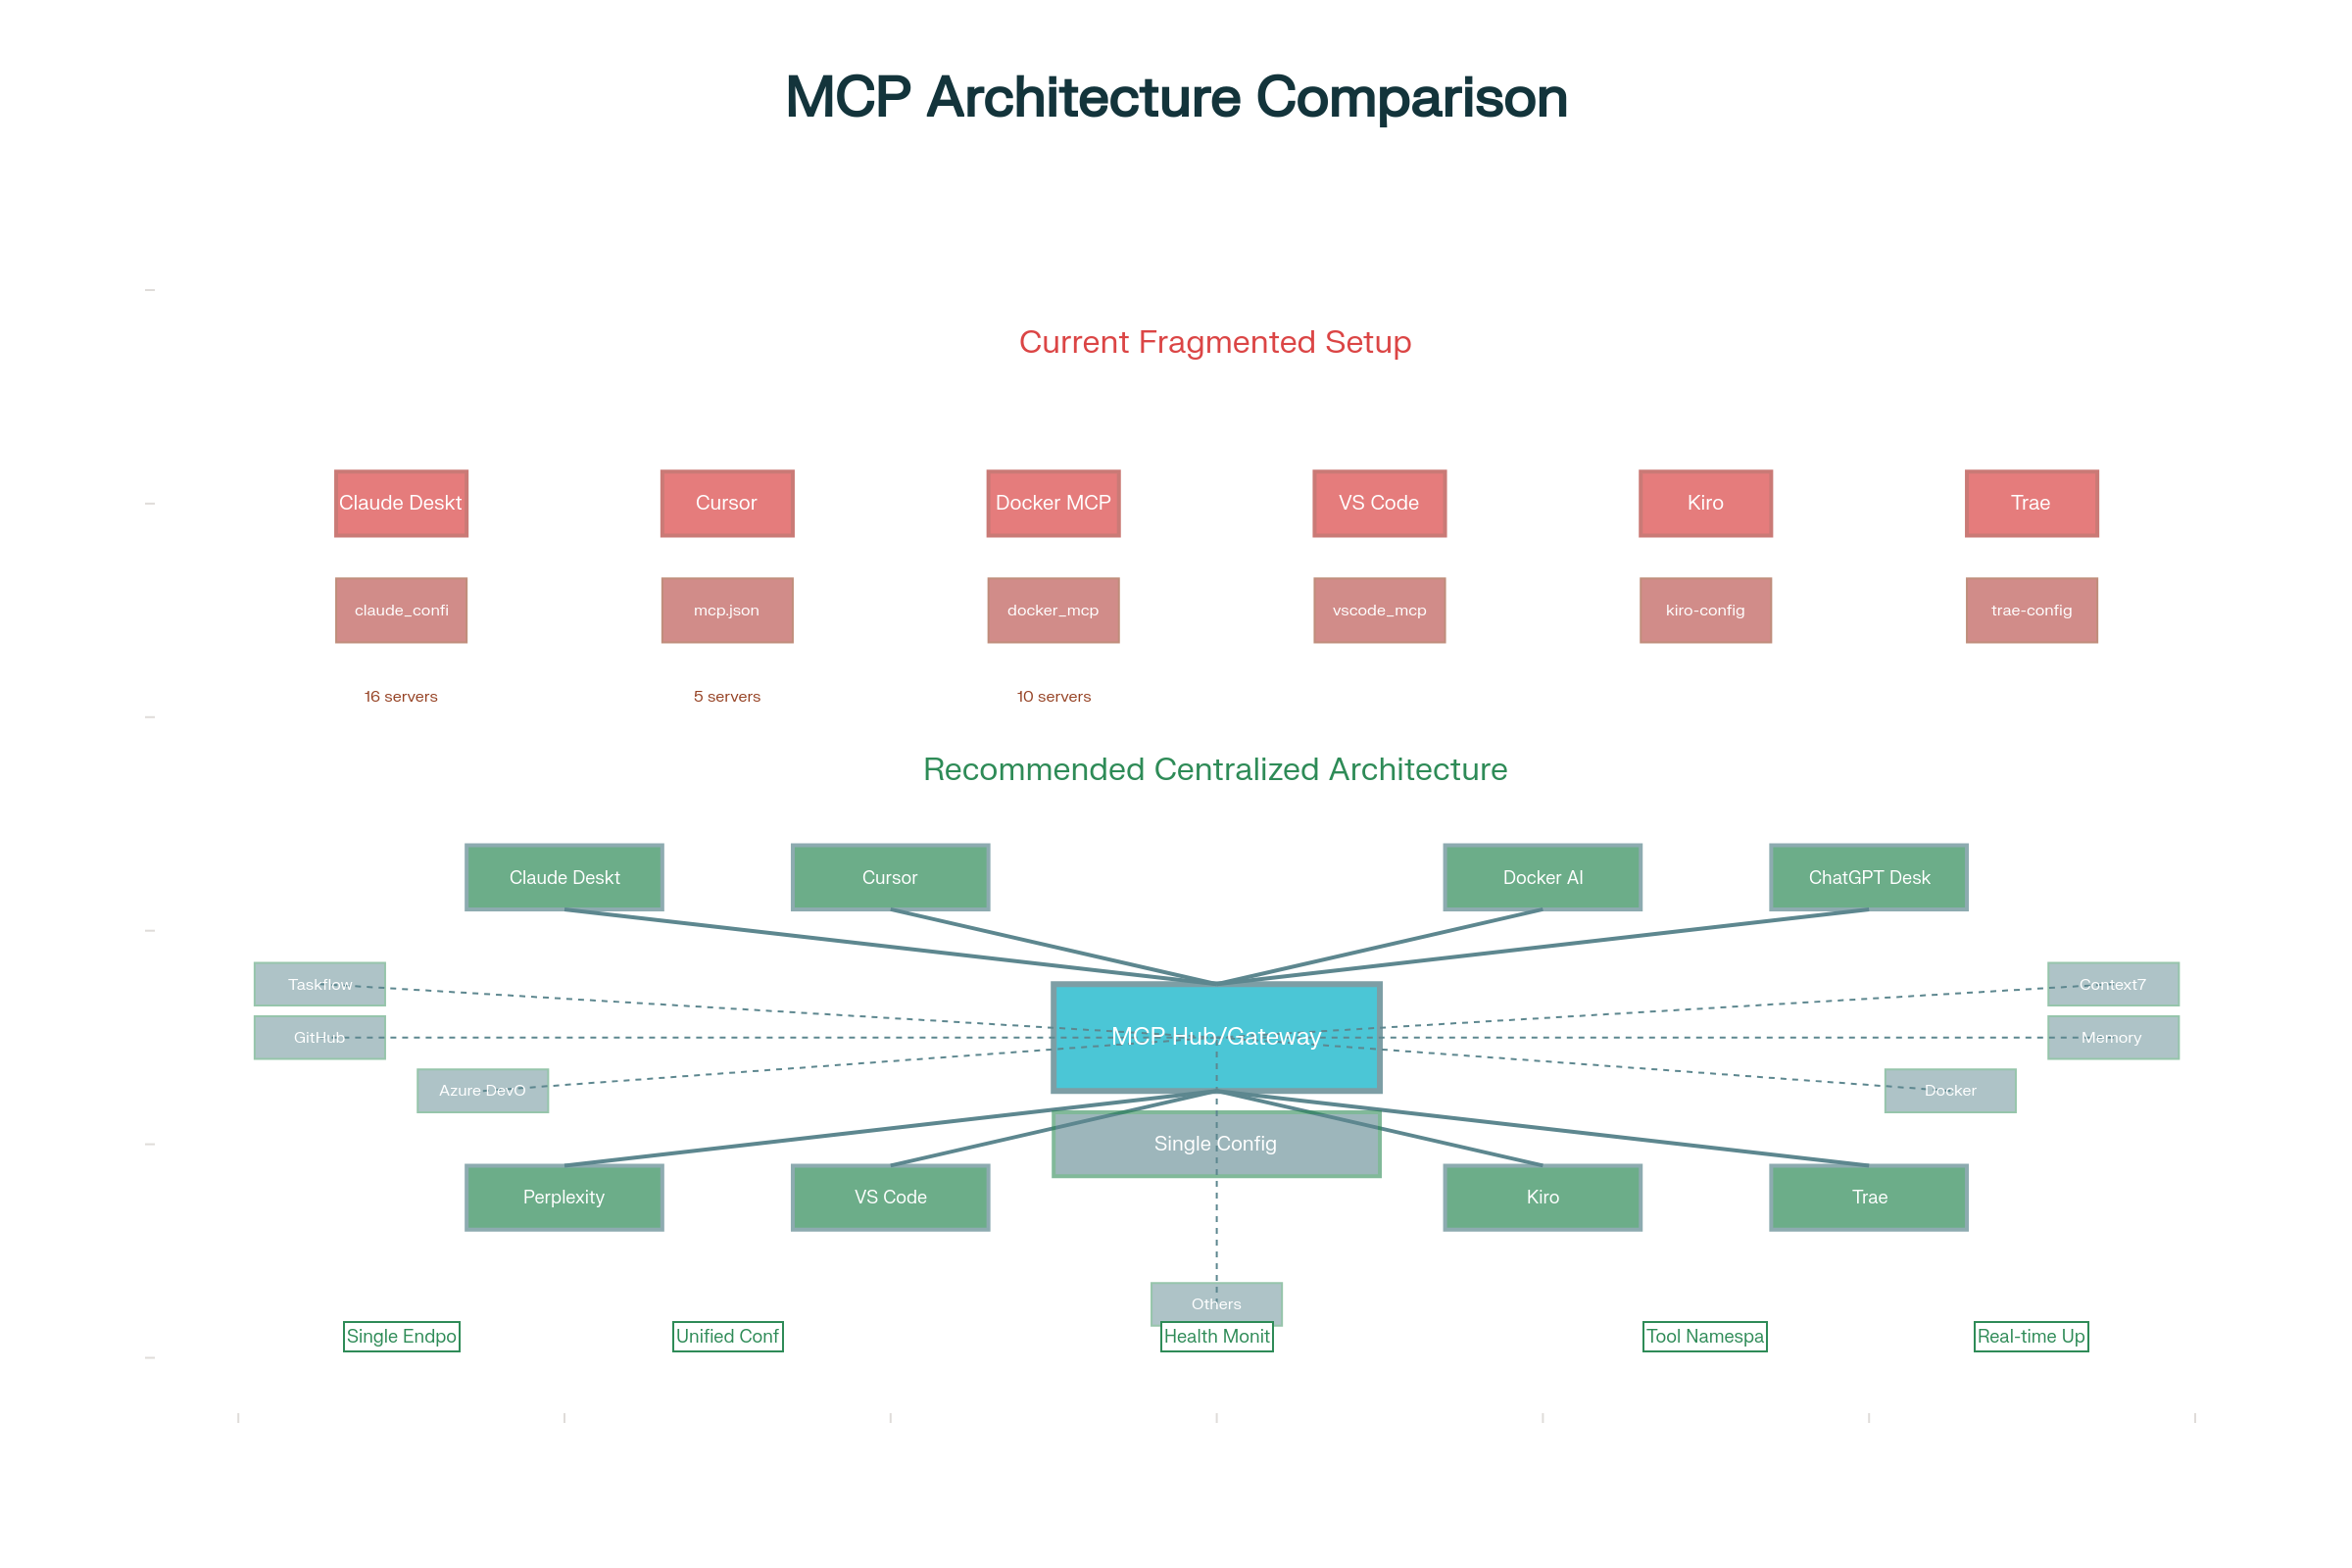 MCP Architecture Comparison
Current Fragmented Setup
Claude Deskt
Cursor
Docker MCP
VS Code
Kiro
Trae
claude_confi
mcp.json
docker_mcp
vscode_mcp
kiro-config
trae-config
16 servers
5 servers
10 servers
Recommended Centralized Architecture
Claude Deskt
Cursor
Docker AI
ChatGPT Desk
Taskflow
Context7
GitHub
MCP Hub/Gateway
Memory
Azure DevO
Docker
Single Config
Perplexity
VS Code
Kiro
Trae
Others
Single Endpo
Unified Conf
Health Monit
Tool Namespa
Real-time Up